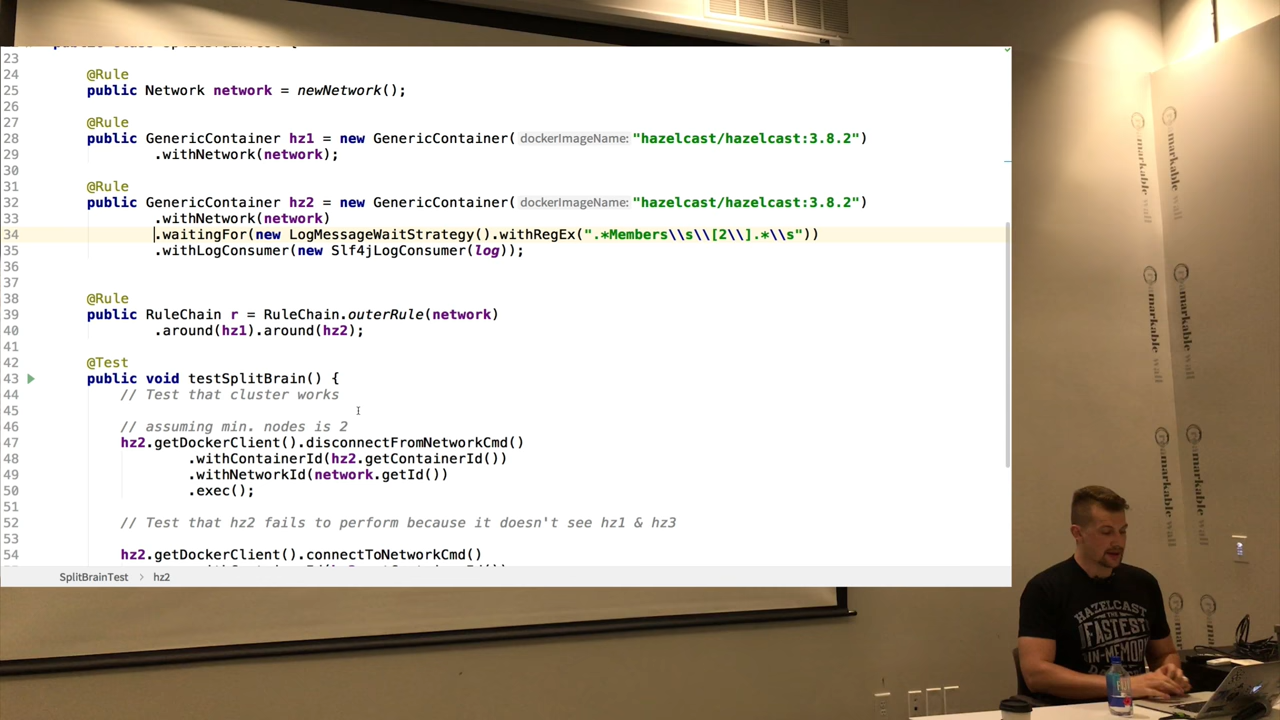 23
24 @Rule
25 public Network network = newNetwork();
26
27 @Rule
28 public GenericContainer hz1 = new GenericContainer( dockerImageName: "hazelcast/hazelcast:3.8.2")
29 .withNetwork(network);
30
31 @Rule
32 public GenericContainer hz2 = new GenericContainer( dockerImageName: "hazelcast/hazelcast:3.8.2")
33 .withNetwork(network)
34 .waitingFor(new LogMessageWaitStrategy().withRegEx(".*Members\\s\\[2\\].*\\s"))
35 .withLogConsumer(new Slf4jLogConsumer(log));
36
37
38 @Rule
39 public RuleChain r = RuleChain.outerRule(network)
40 .around(hz1).around(hz2);
41
42 @Test
43 public void testSplitBrain() {
44 // Test that cluster works
45
46 // assuming min. nodes is 2
47 hz2.getDockerClient().disconnectFromNetworkCmd()
48 .withContainerId(hz2.getContainerId())
49 .withNetworkId(network.getId())
50 .exec();
51
52 // Test that hz2 fails to perform because it doesn't see hz1 & hz3
53
54 hz2.getDockerClient().connectToNetworkCmd()
SplitBrainTest > hz2
HAZELCAST
THE
FASTEST
IN-MEMORY